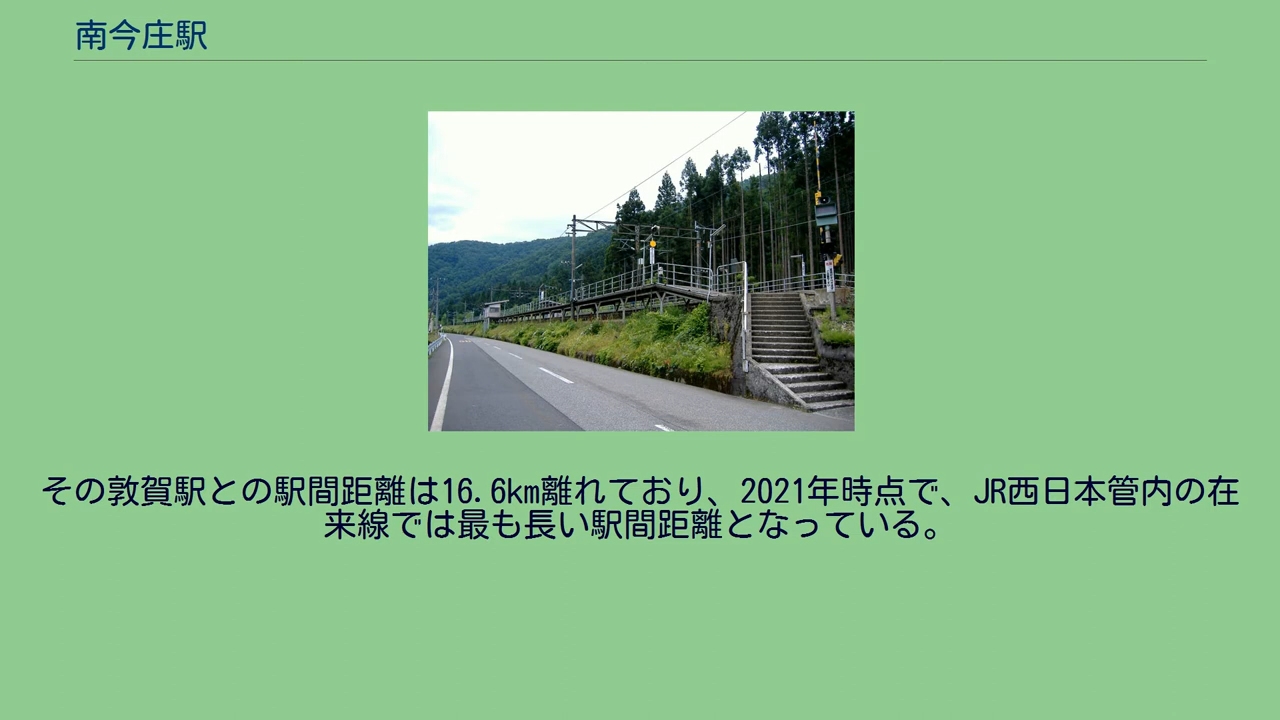 南今庄駅
その敦賀駅との駅間距離は16.6km離れており、2021年時点で、JR西日本管内の在
来線では最も長い駅間距離となっている。